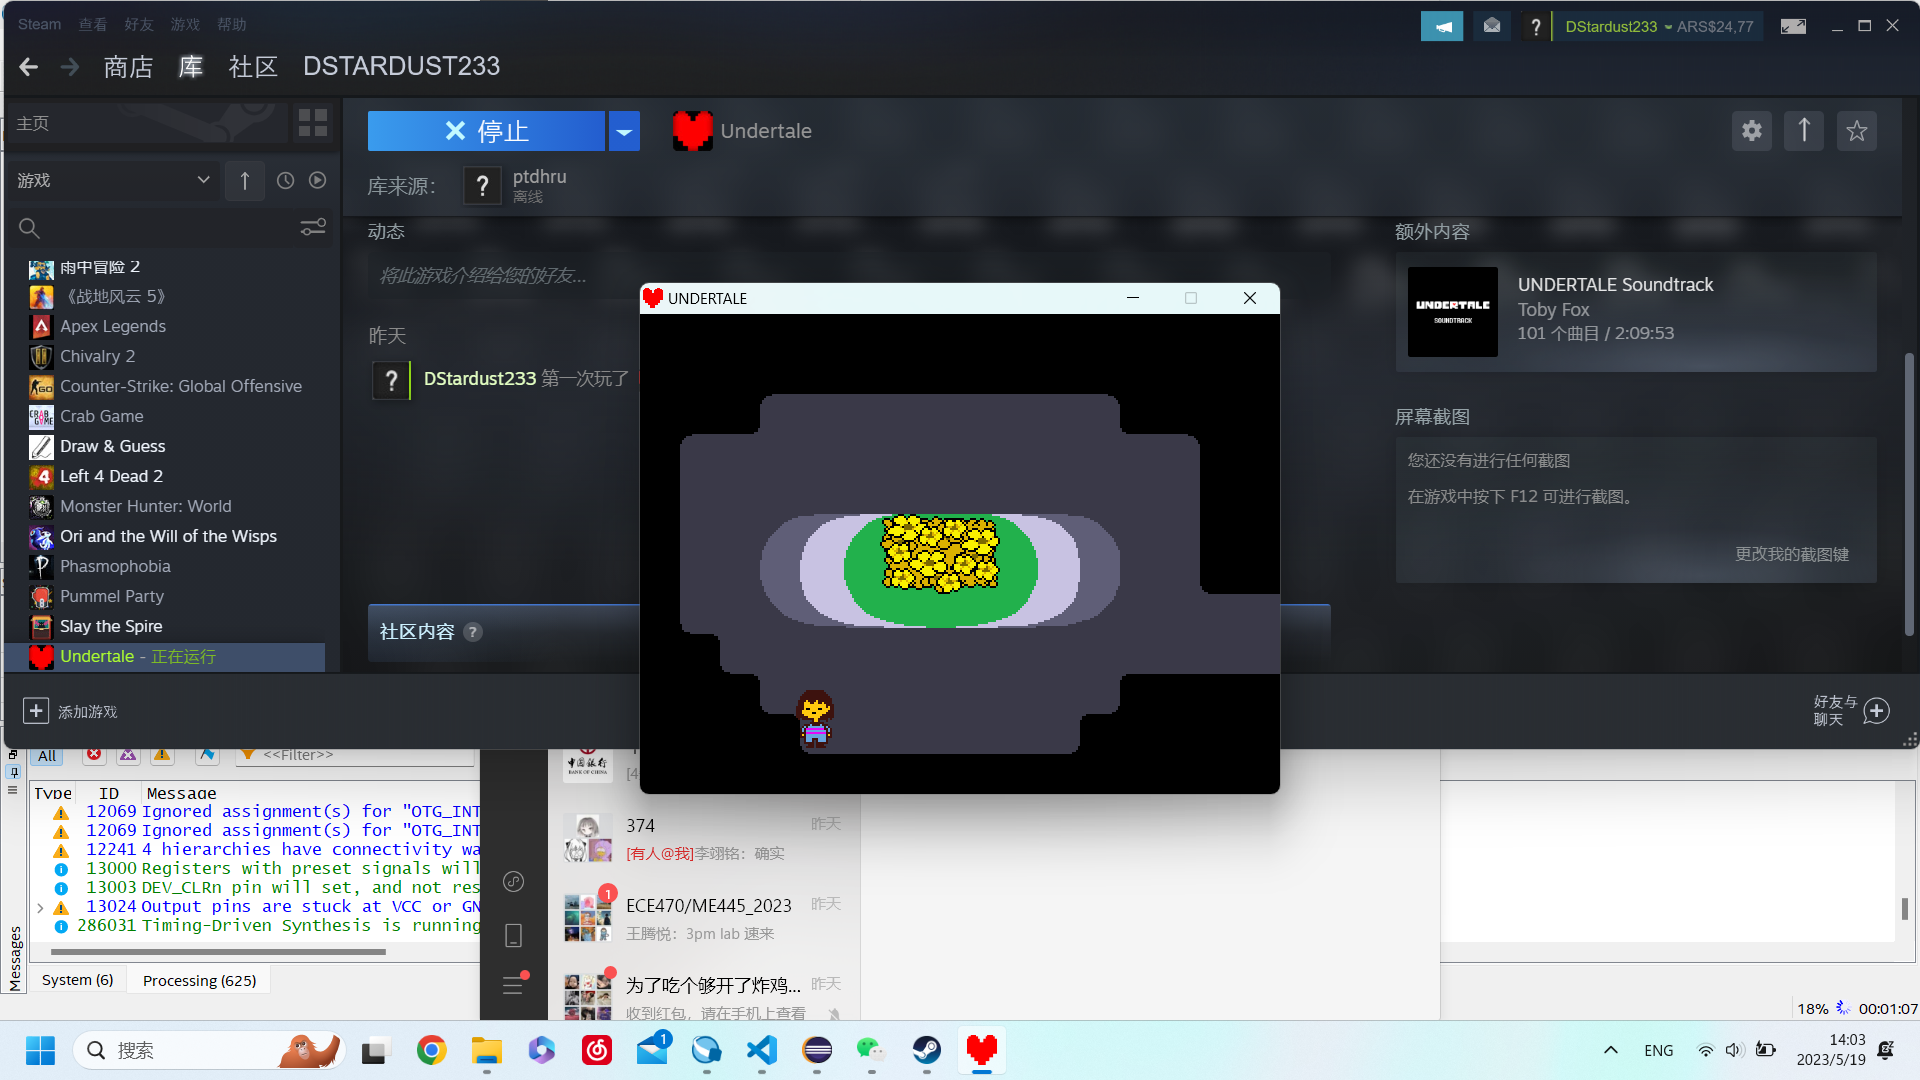 Steam 查看 好友 游戏 帮助
DStardust233 ARS$24,77
商店 库 社区 DSTARDUST233
主页
停止
Undertale
游戏
库来源：
ptdhru
离线
动态
将此游戏介绍给您的好友...
昨天
DStardust233 第一次玩了
额外内容
UNDERTALE
SOUNDTRACK
UNDERTALE Soundtrack
Toby Fox
101 个曲目 / 2:09:53
屏幕截图
您还没有进行任何截图
在游戏中按下 F12 可进行截图。
更改我的截图键
雨中冒险 2
《战地风云 5》
Apex Legends
Chivalry 2
Counter-Strike: Global Offensive
Crab Game
Draw & Guess
Left 4 Dead 2
Monster Hunter: World
Ori and the Will of the Wisps
Phasmophobia
Pummel Party
Slay the Spire
Undertale - 正在运行
社区内容
添加游戏
好友与
聊天
UNDERTALE
All <<Filter>>
Type ID Message
12069 Ignored assignment(s) for "OTG_INT
12069 Ignored assignment(s) for "OTG_INT
12241 4 hierarchies have connectivity wa
13000 Registers with preset signals will
13003 DEV_CLRn pin will set, and not res
13024 Output pins are stuck at VCC or GN
286031 Timing-Driven Synthesis is running
Messages
System (6) Processing (625)
中国银行
BANK OF CHINA
374 昨天
[有人@我]李翊铭：确实
1
ECE470/ME445_2023 昨天
王腾悦：3pm lab 速来
为了吃个够开了炸鸡... 昨天
收到红包，请在手机上查看
18% 00:01:07
搜索
1
ENG
14:03
2023/5/19